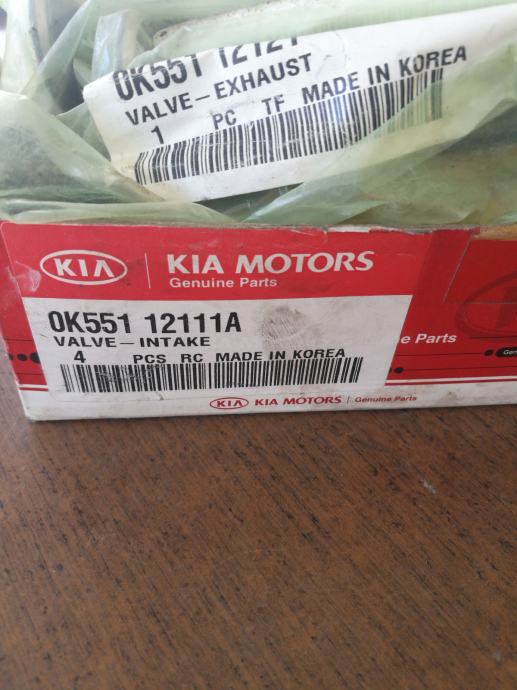 0K551 12121
VALVE-EXHAUST
1 PC TF MADE IN KOREA
KIA
KIA MOTORS
Genuine Parts
0K551 12111A
VALVE-INTAKE
4 PCS RC MADE IN KOREA
e Parts
Gen
KIA KIA MOTORS | Genuine Parts